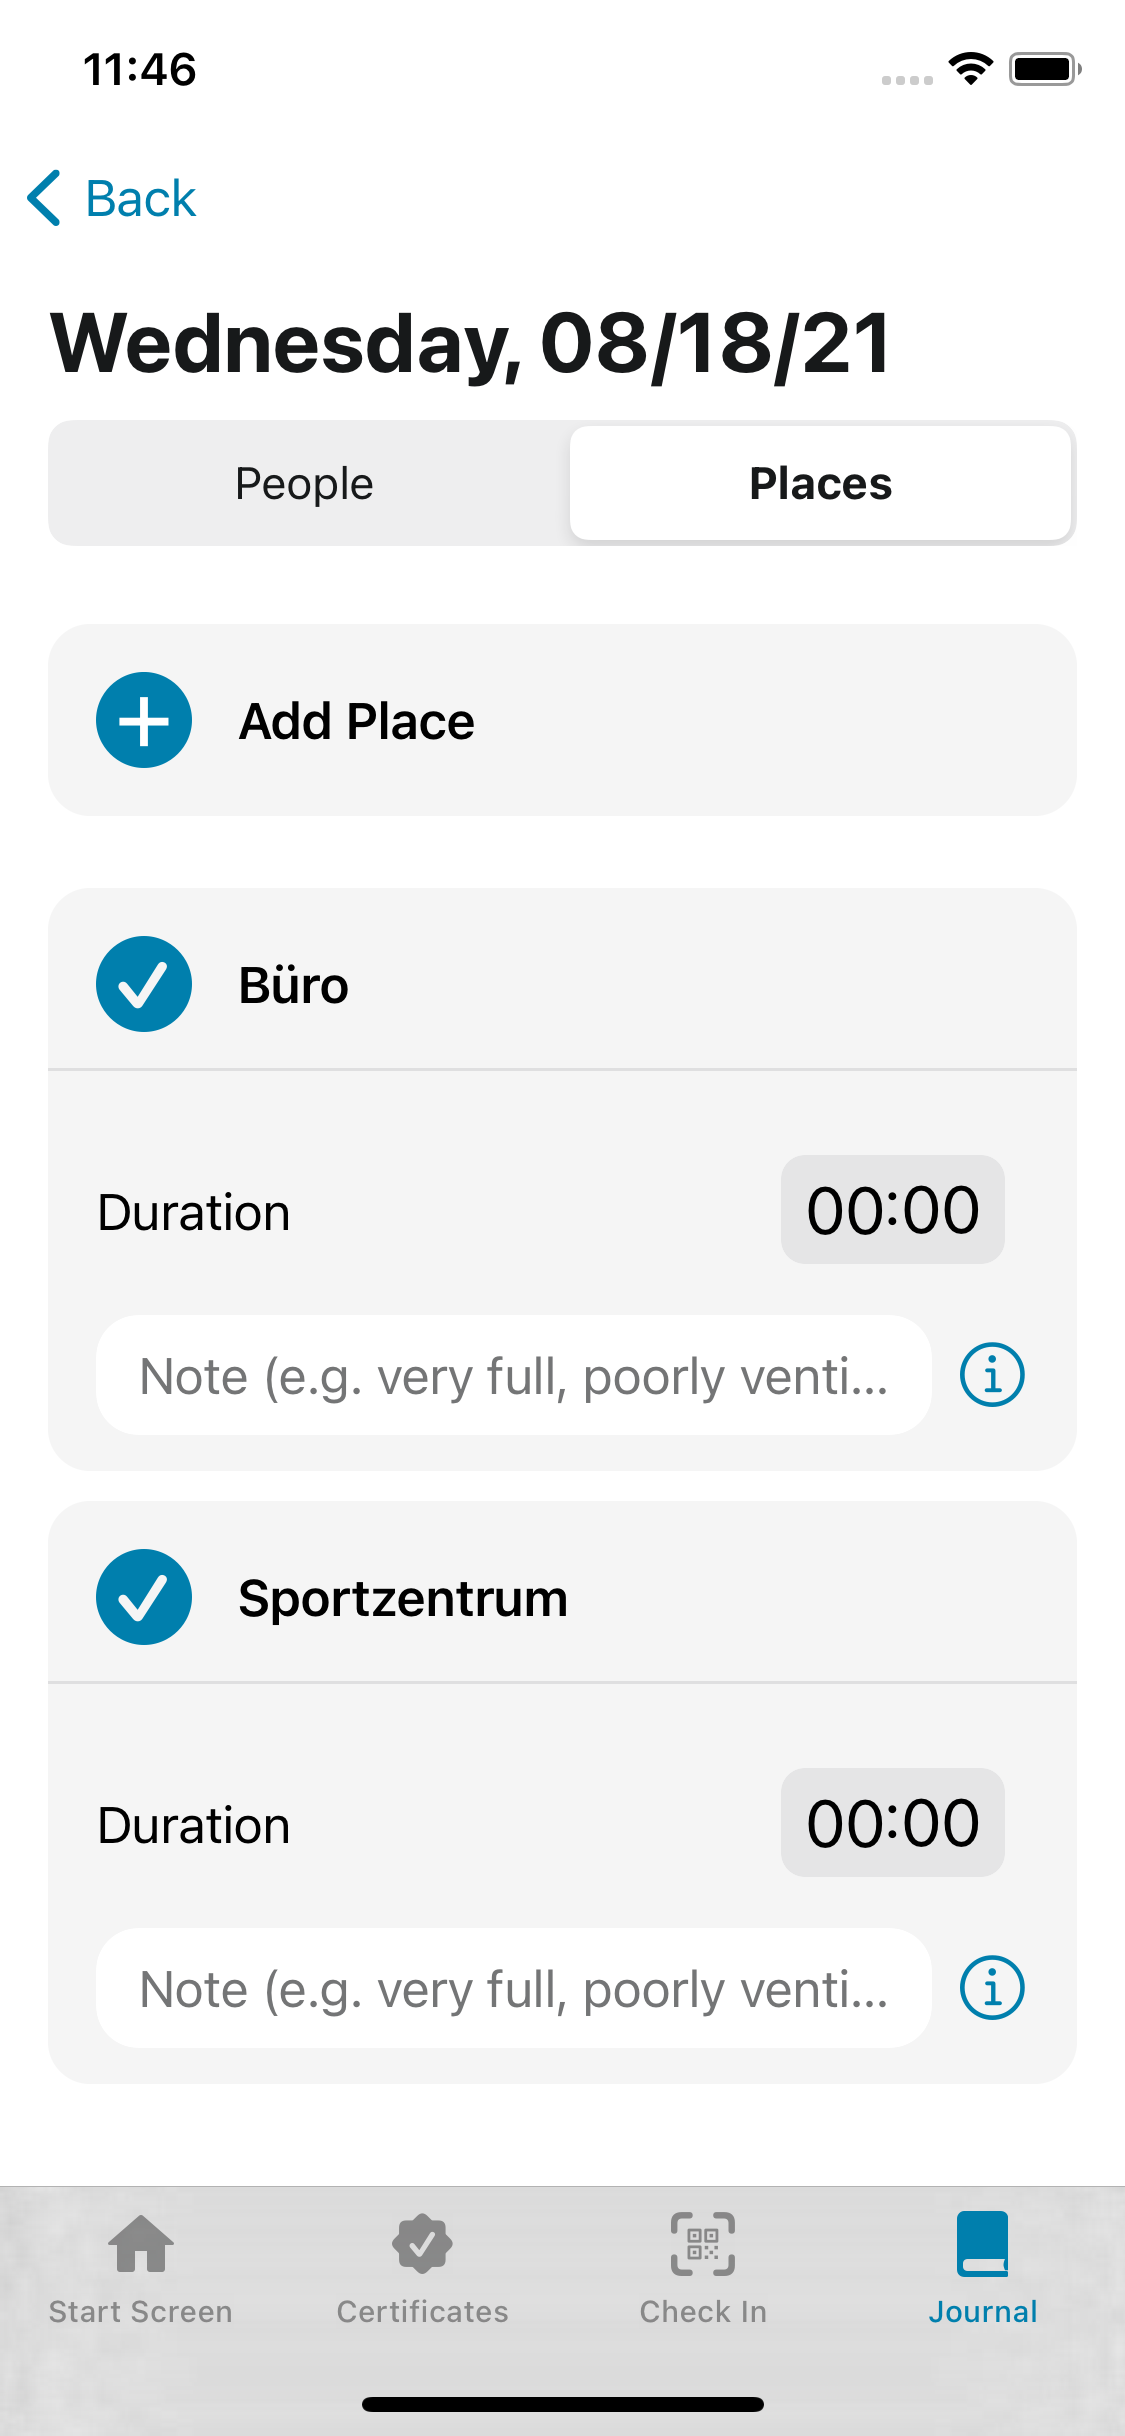 11:46
Back
Wednesday, 08/18/21
People
Places
Add Place
Büro
Duration
00:00
Note (e.g. very full, poorly venti...
Sportzentrum
Duration
00:00
Note (e.g. very full, poorly venti...
Start Screen
Certificates
Check In
Journal